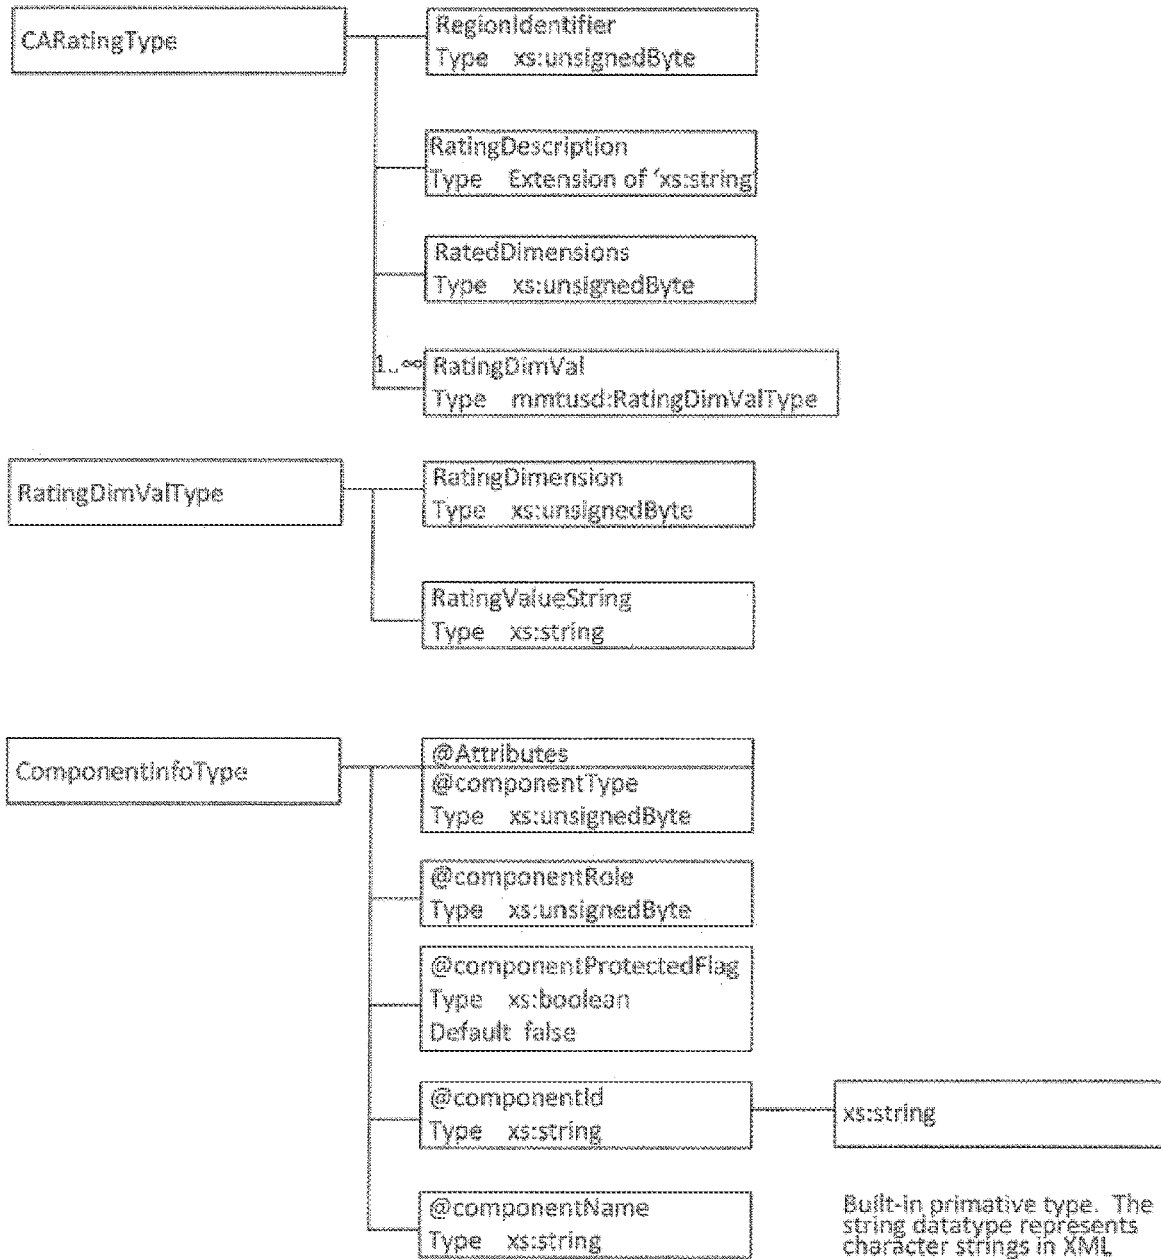 CARatingType
RegionIdentifier
Type xs:unsignedByte
RatingDescription
Type Extension of ‘xs:string
RatedDimensions
Type xs:unsignedByte
1..∞
RatingDimVal
Type mmtusd:RatingDimValType
RatingDimValType
RatingDimension
Type xs:unsignedByte
RatingValueString
Type xs:string
ComponentInfoType
@Attributes
@componentType
Type xs:unsignedByte
@componentRole
Type xs:unsignedByte
@componentProtectedFlag
Type xs:boolean
Default false
@componentId
Type xs:string
xs:string
@componentName
Type xs:string
Built-in primative type. The
string datatype represents
character strings in XML